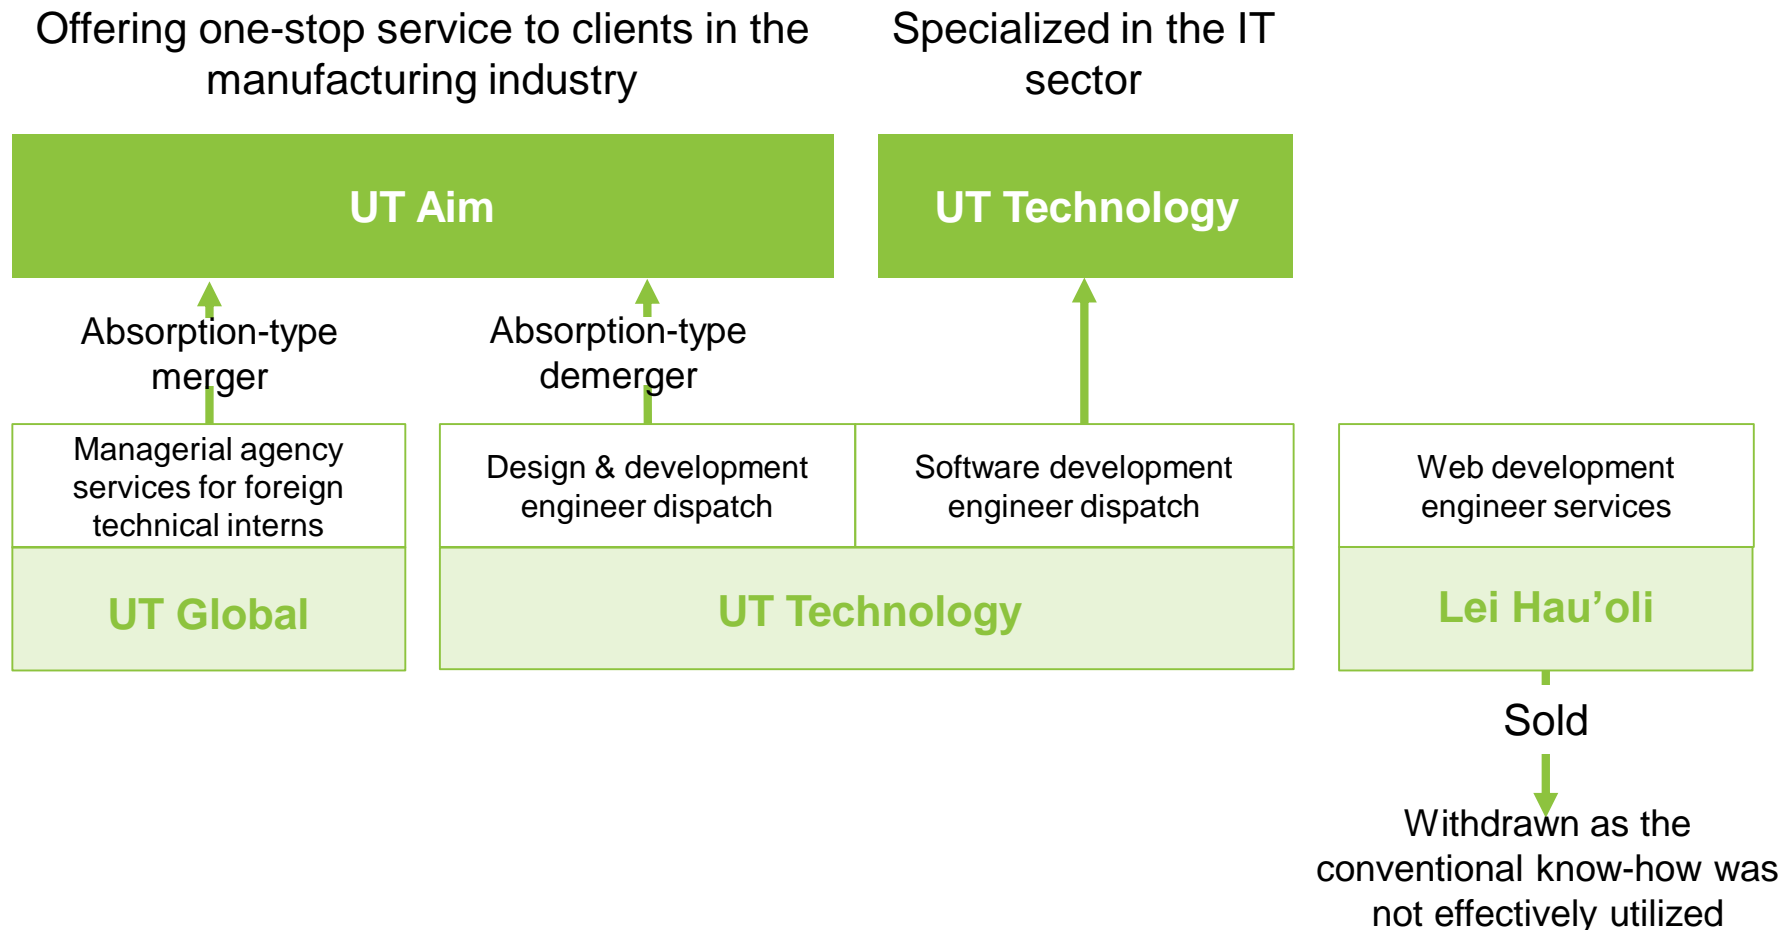 Offering one-stop service to clients in the
manufacturing industry
Specialized in the IT
sector
UT Aim
UT Technology
Absorption-type
merger
Absorption-type
demerger
Managerial agency
services for foreign
technical interns
Design & development
engineer dispatch
Software development
engineer dispatch
Web development
engineer services
UT Global
UT Technology
Lei Hau’oli
Sold
Withdrawn as the
conventional know-how was
not effectively utilized